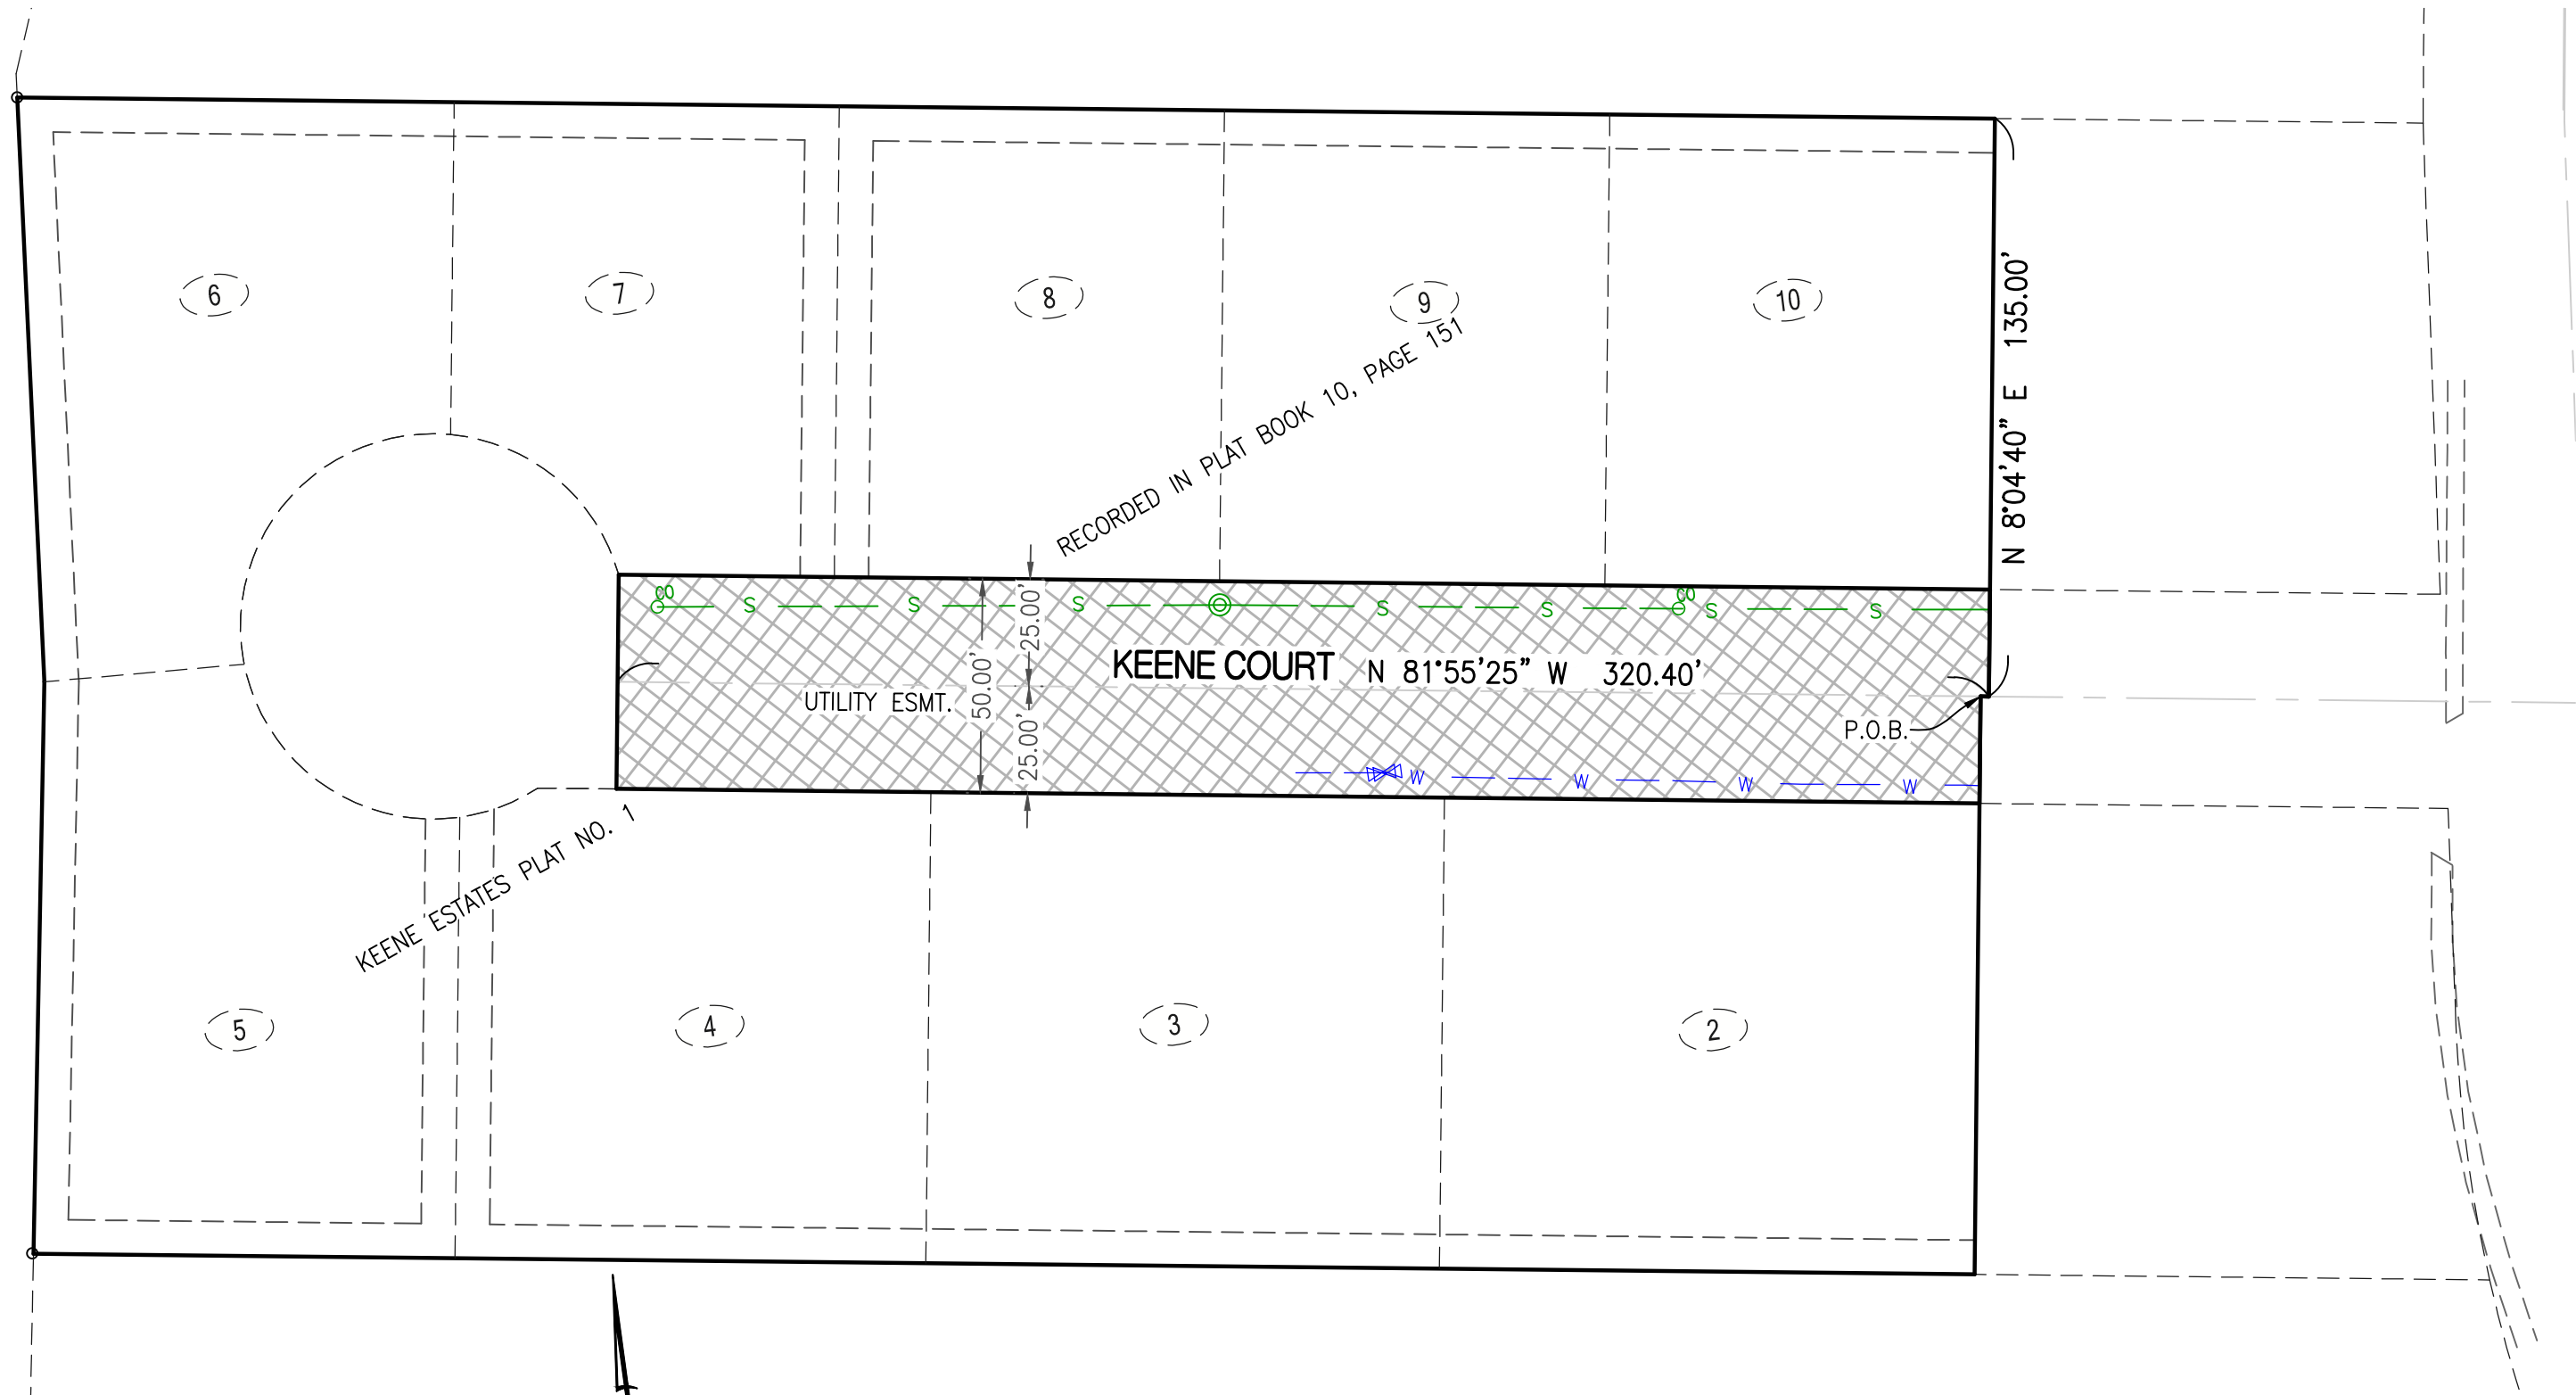 6
7
8
9
10
RECORDED IN PLAT BOOK 10, PAGE 151
N 8°04'40" E 135.00'
CO
S
S
S
S
S
CO
S
S
25.00'
50.00'
25.00'
KEENE COURT N 81°55'25" W 320.40'
UTILITY ESMT.
P.O.B.
W
W
W
W
KEENE ESTATES PLAT NO. 1
5
4
3
2